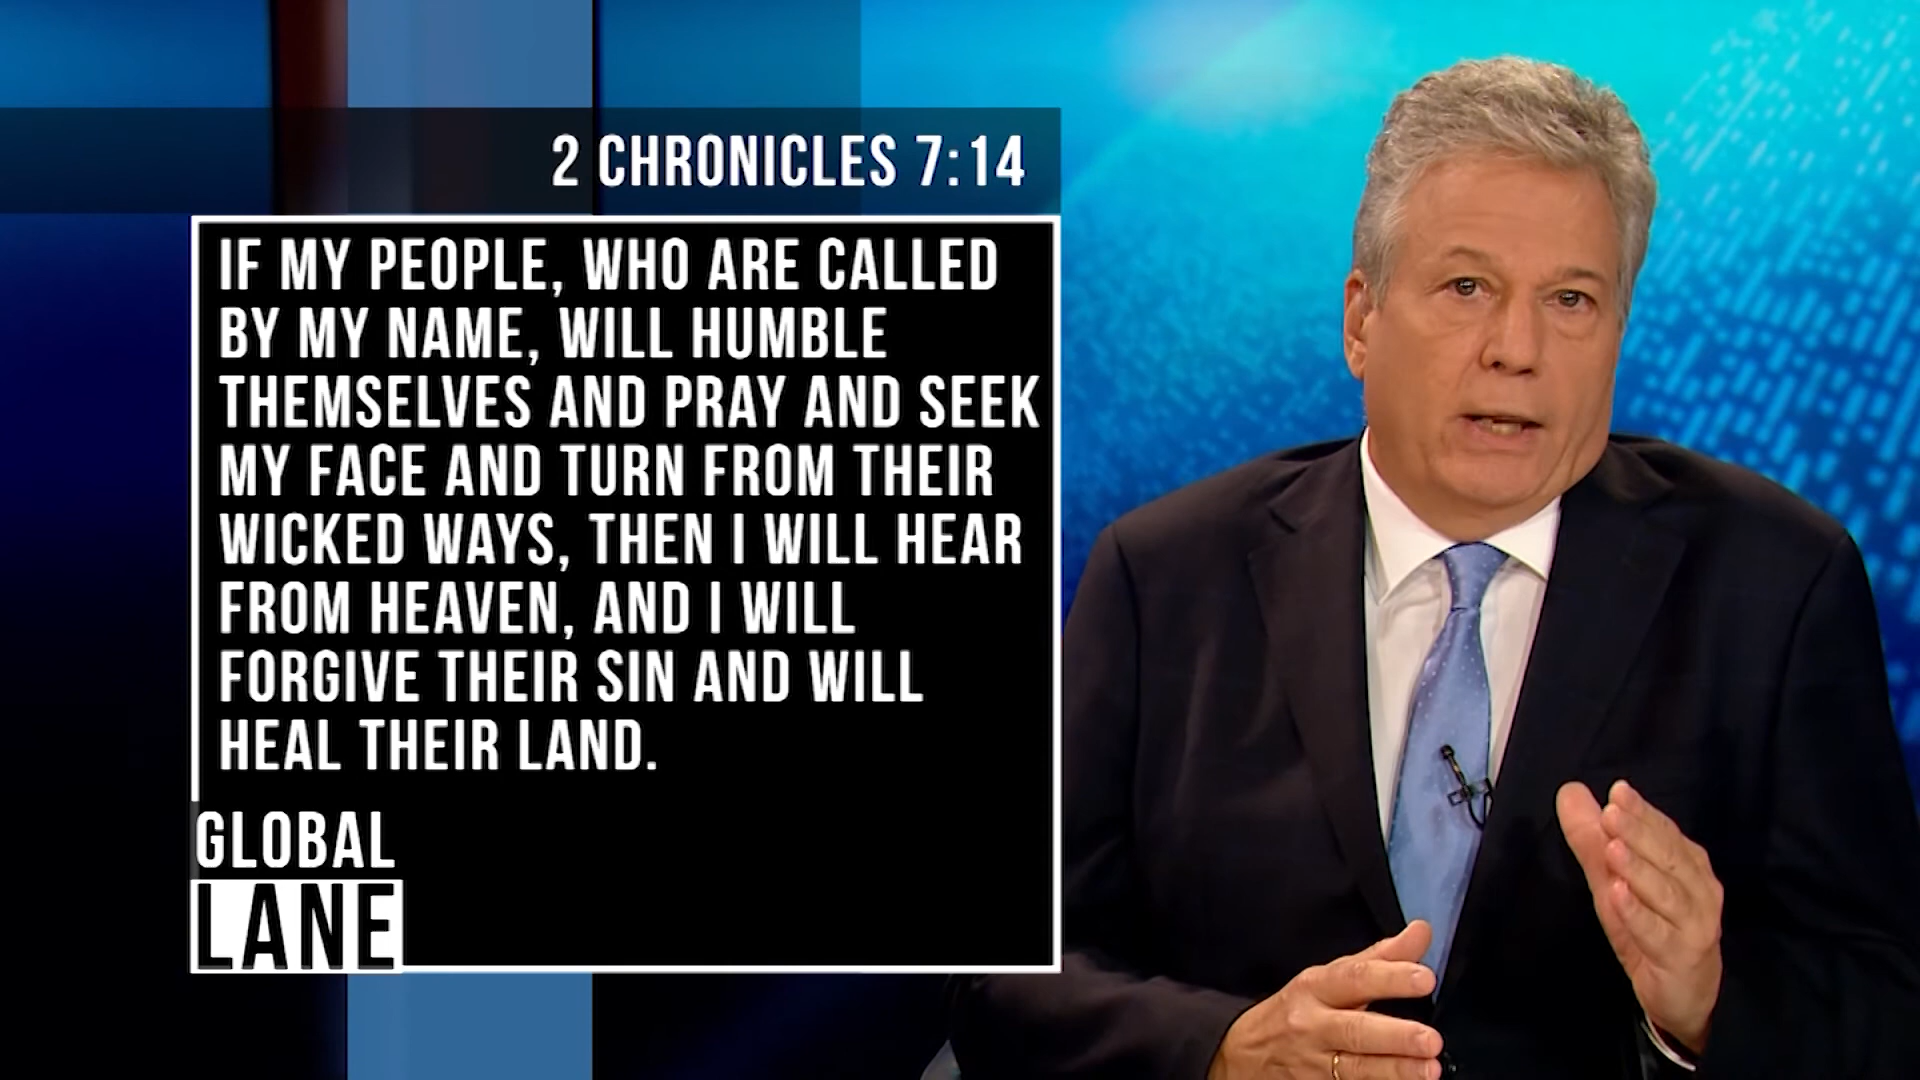 2 CHRONICLES 7:14
IF MY PEOPLE, WHO ARE CALLED
BY MY NAME, WILL HUMBLE
THEMSELVES AND PRAY AND SEEK
MY FACE AND TURN FROM THEIR
WICKED WAYS, THEN I WILL HEAR
FROM HEAVEN, AND I WILL
FORGIVE THEIR SIN AND WILL
HEAL THEIR LAND.
GLOBAL
LANE